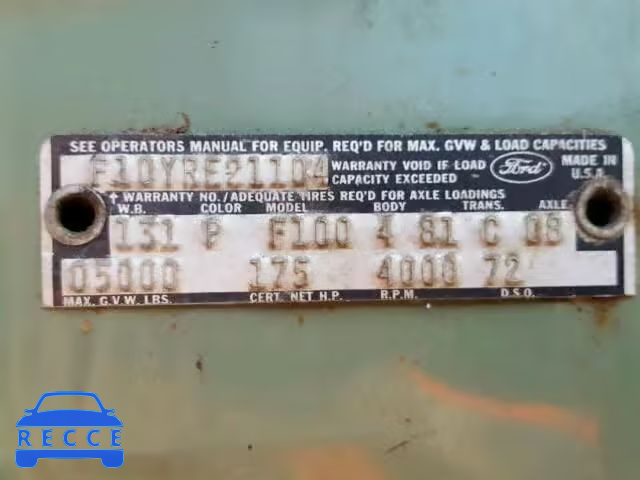 SEE OPERATORS MANUAL FOR EQUIP. REQ'D FOR MAX. GVW & LOAD CAPACITIES
F10YRE21104 WARRANTY VOID IF LOAD CAPACITY EXCEEDED Ford MADE IN U.S.A.
† WARRANTY NO./ADEQUATE TIRES REQ'D FOR AXLE LOADINGS
W.B. COLOR MODEL BODY TRANS. AXLE
131 P F100 4 81 C 08
05000 175 4000 72
MAX. G.V.W. LBS. CERT. NET H.P. R.P.M. D.S.O.
RECCE